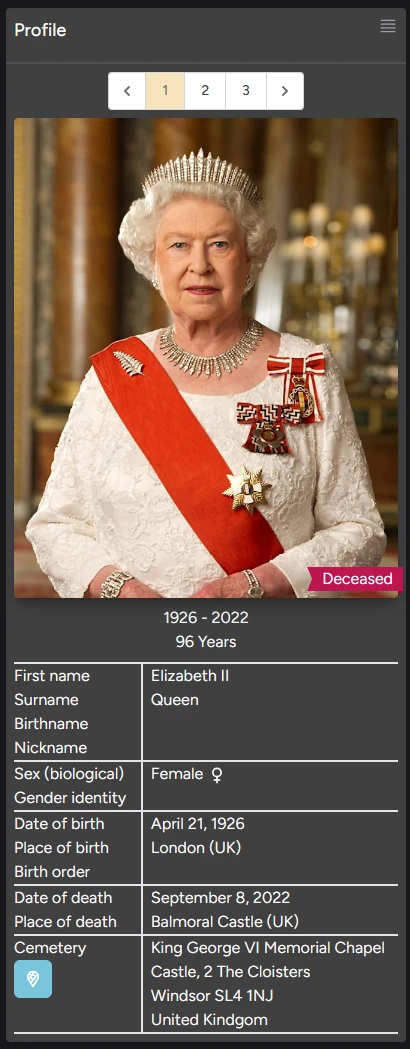 Profile
1 2 3
Deceased
1926 - 2022
96 Years
First name Elizabeth II
Surname Queen
Birthname
Nickname
Sex (biological) Female ♀
Gender identity
Date of birth April 21, 1926
Place of birth London (UK)
Birth order
Date of death September 8, 2022
Place of death Balmoral Castle (UK)
Cemetery King George VI Memorial Chapel
Castle, 2 The Cloisters
Windsor SL4 1NJ
United Kindgom